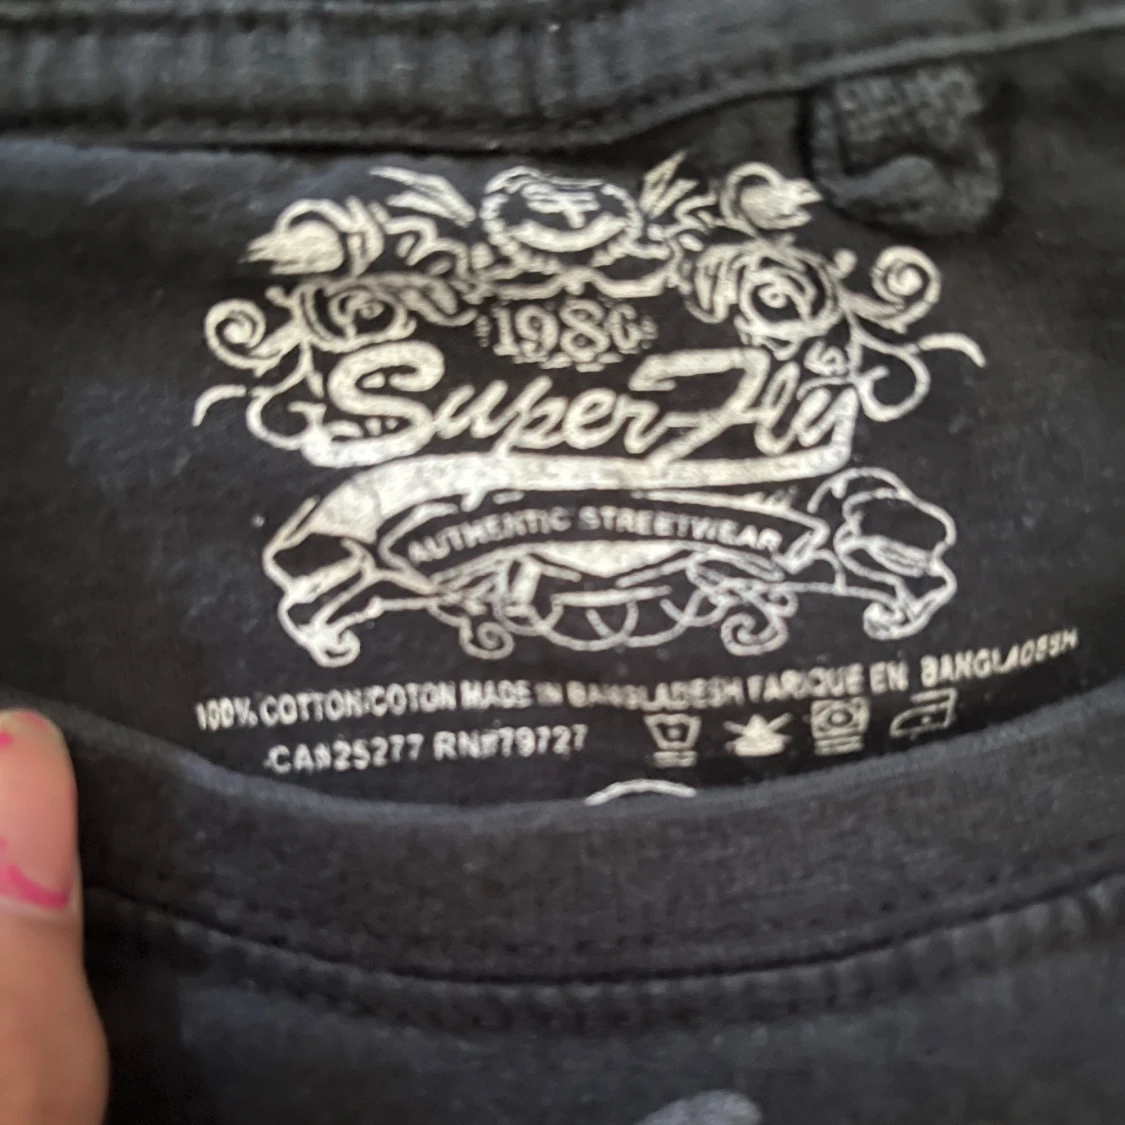 1986
Super Fly
AUTHENTIC STREETWEAR
100% COTTON/COTON MADE IN BANGLADESH FARIQUE EN BANGLADESH
CA#25277 RN#79727